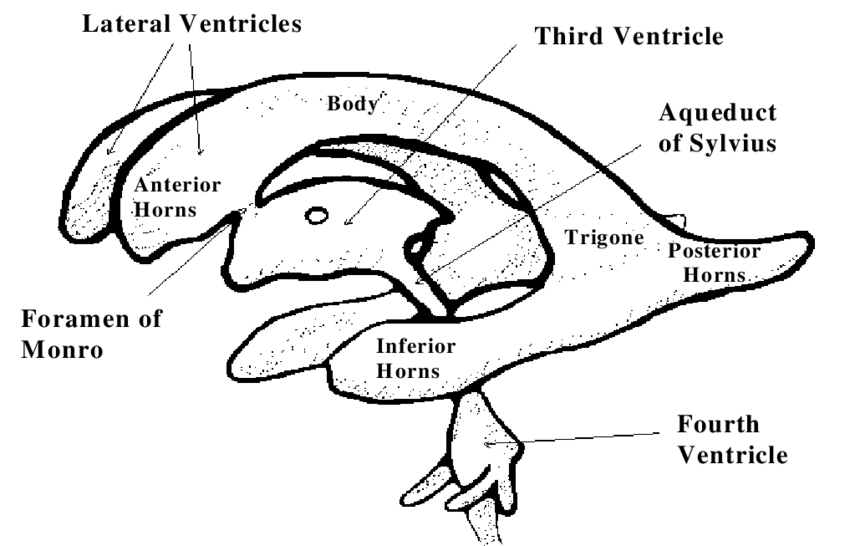 Lateral Ventricles
Third Ventricle
Body
Aqueduct
of Sylvius
Anterior
Horns
Trigone
Posterior
Horns
Foramen of
Monro
Inferior
Horns
Fourth
Ventricle